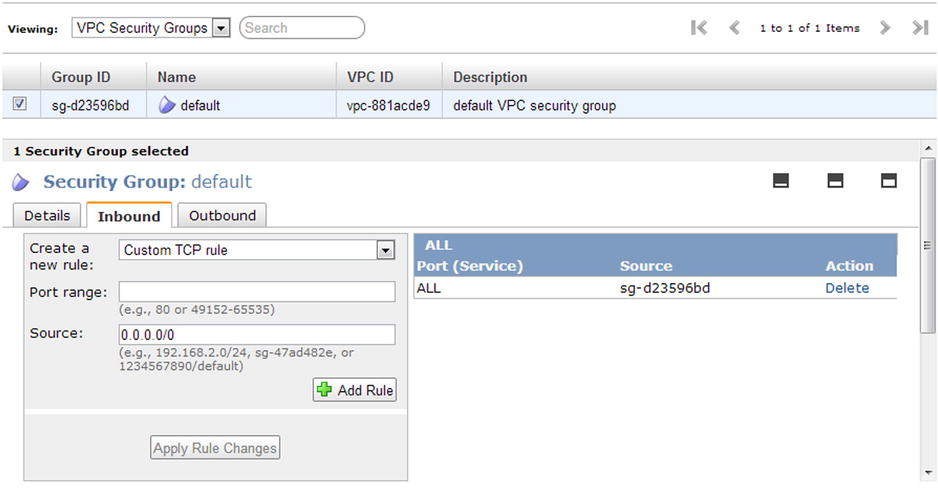 Viewing: VPC Security Groups Search 1 to 1 of 1 Items
Group ID Name VPC ID Description
sg-d23596bd default vpc-881acde9 default VPC security group
1 Security Group selected
Security Group: default
Details Inbound Outbound
Create a new rule: Custom TCP rule
Port range:
(e.g., 80 or 49152-65535)
Source: 0.0.0.0/0
(e.g., 192.168.2.0/24, sg-47ad482e, or
1234567890/default)
Add Rule
Apply Rule Changes
ALL
Port (Service) Source Action
ALL sg-d23596bd Delete